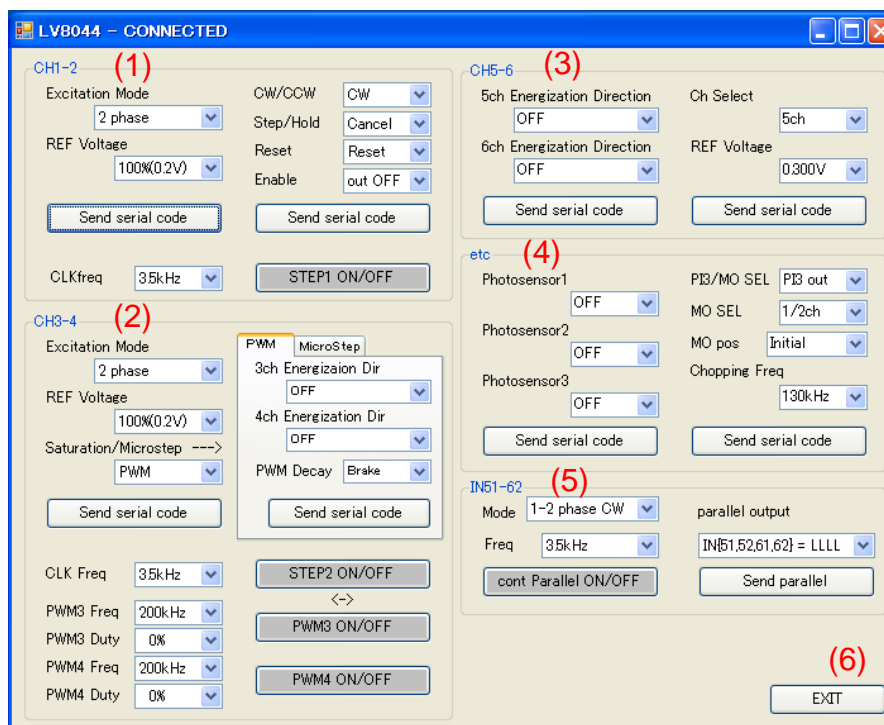 LV8044 - CONNECTED
CH1-2
(1)
Excitation Mode
2 phase
REF Voltage
100%(0.2V)
Send serial code
CW/CCW
CW
Step/Hold
Cancel
Reset
Reset
Enable
out OFF
Send serial code
CLKfreq
3.5kHz
STEP1 ON/OFF
CH3-4
(2)
Excitation Mode
2 phase
REF Voltage
100%(0.2V)
Saturation/Microstep --->
PWM
Send serial code
PWM
MicroStep
3ch Energizaion Dir
OFF
4ch Energization Dir
OFF
PWM Decay
Brake
Send serial code
CLK Freq
3.5kHz
STEP2 ON/OFF
<->
PWM3 Freq
200kHz
PWM3 ON/OFF
PWM3 Duty
0%
PWM4 Freq
200kHz
PWM4 ON/OFF
PWM4 Duty
0%
CH5-6
(3)
5ch Energization Direction
OFF
6ch Energization Direction
OFF
Send serial code
Ch Select
5ch
REF Voltage
0.300V
Send serial code
etc
(4)
Photosensor1
OFF
Photosensor2
OFF
Photosensor3
OFF
Send serial code
PI3/MO SEL
PI3 out
MO SEL
1/2ch
MO pos
Initial
Chopping Freq
130kHz
Send serial code
IN51-62
(5)
Mode
1-2 phase CW
Freq
3.5kHz
cont Parallel ON/OFF
parallel output
IN{51,52,61,62} = LLLL
Send parallel
(6)
EXIT